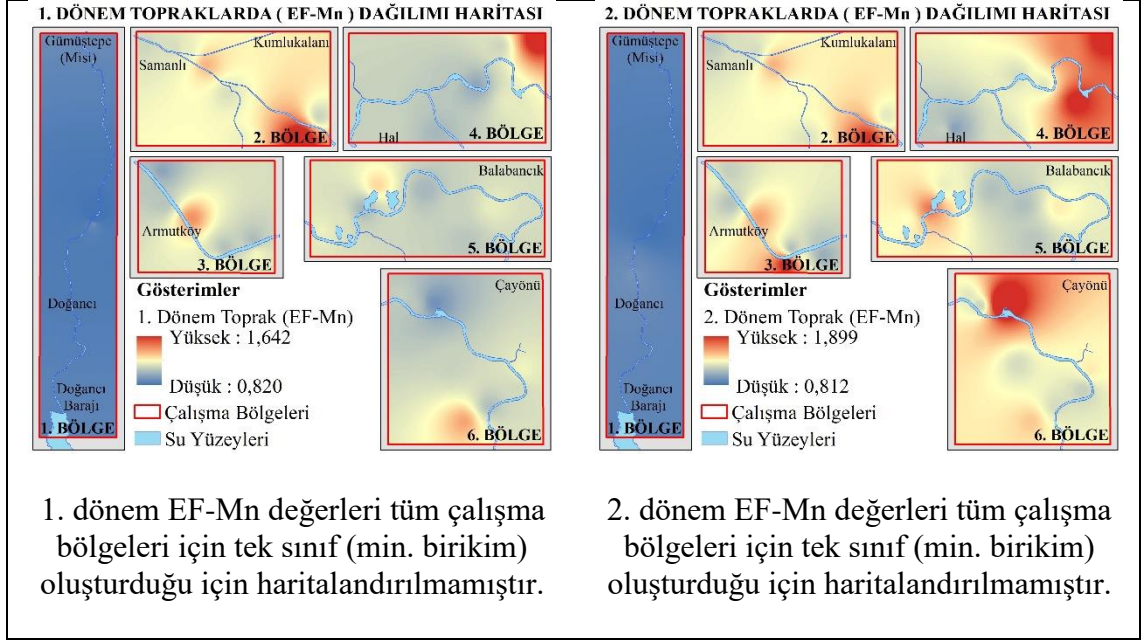 1. DÖNEM TOPRAKLARDA ( EF-Mn ) DAĞILIMI HARİTASI
Gümüştepe
(Misi)
Doğancı
Doğancı
Barajı
1. BÖLGE
Kumlukalanı
Samanlı
2. BÖLGE
Hal
4. BÖLGE
Armutköy
3. BÖLGE
Balabancık
5. BÖLGE
Gösterimler
1. Dönem Toprak (EF-Mn)
Yüksek : 1,642
Düşük : 0,820
Çalışma Bölgeleri
Su Yüzeyleri
Çayönü
6. BÖLGE
1. dönem EF-Mn değerleri tüm çalışma
bölgeleri için tek sınıf (min. birikim)
oluşturduğu için haritalandırılmamıştır.
2. DÖNEM TOPRAKLARDA ( EF-Mn ) DAĞILIMI HARİTASI
Gümüştepe
(Misi)
Doğancı
Doğancı
Barajı
1. BÖLGE
Kumlukalanı
Samanlı
2. BÖLGE
Hal
4. BÖLGE
Armutköy
3. BÖLGE
Balabancık
5. BÖLGE
Gösterimler
2. Dönem Toprak (EF-Mn)
Yüksek : 1,899
Düşük : 0,812
Çalışma Bölgeleri
Su Yüzeyleri
Çayönü
6. BÖLGE
2. dönem EF-Mn değerleri tüm çalışma
bölgeleri için tek sınıf (min. birikim)
oluşturduğu için haritalandırılmamıştır.